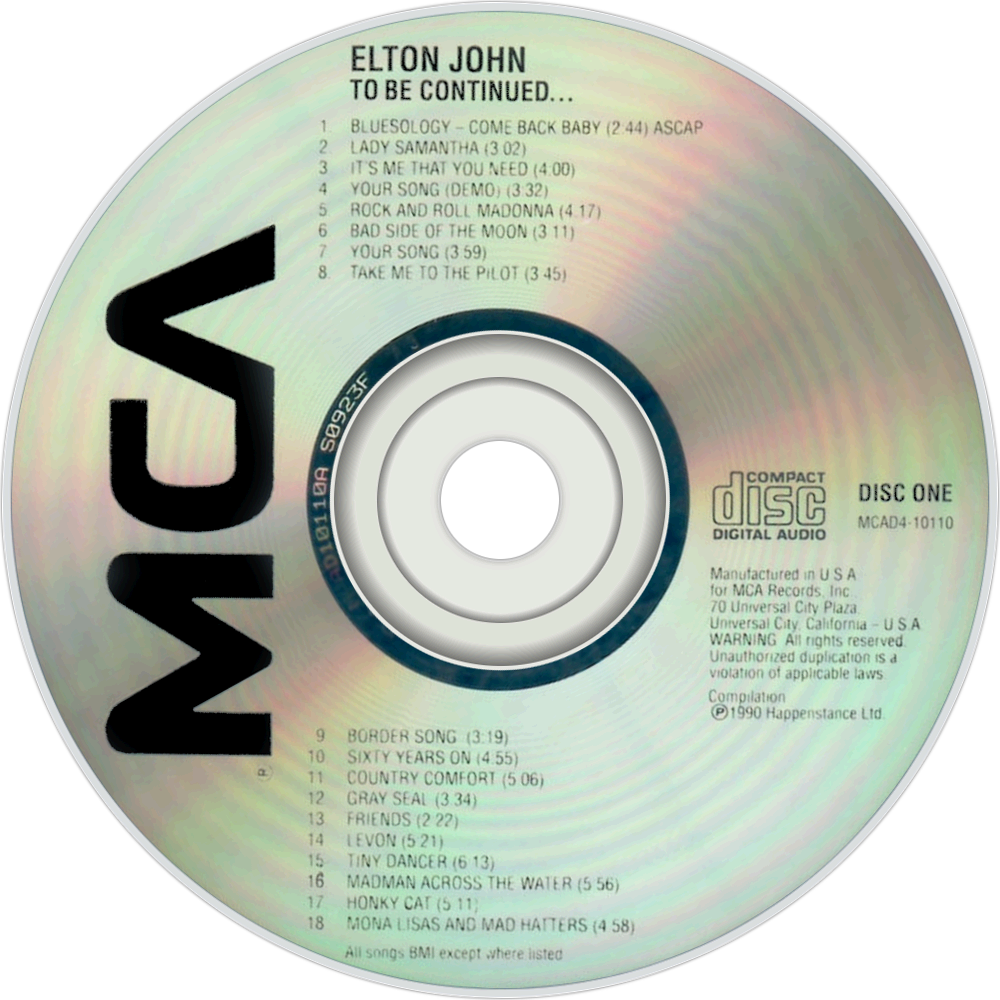 ELTON JOHN
TO BE CONTINUED...
1. BLUESOLOGY – COME BACK BABY (2:44) ASCAP
2 LADY SAMANTHA (3:02)
3 IT'S ME THAT YOU NEED (4:00)
4 YOUR SONG (DEMO) (3:32)
5 ROCK AND ROLL MADONNA (4:17)
6 BAD SIDE OF THE MOON (3:11)
7 YOUR SONG (3:59)
8. TAKE ME TO THE PILOT (3:45)
MCA
®
D10110A S0923F
COMPACT
disc
DIGITAL AUDIO
DISC ONE
MCAD4-10110
Manufactured in U.S.A.
for MCA Records, Inc.
70 Universal City Plaza.
Universal City, California – U.S.A.
WARNING: All rights reserved.
Unauthorized duplication is a
violation of applicable laws.
Compilation
℗1990 Happenstance Ltd.
9 BORDER SONG (3:19)
10 SIXTY YEARS ON (4:55)
11 COUNTRY COMFORT (5:06)
12 GRAY SEAL (3:34)
13 FRIENDS (2:22)
14 LEVON (5:21)
15 TINY DANCER (6:13)
16 MADMAN ACROSS THE WATER (5:56)
17 HONKY CAT (5:11)
18 MONA LISAS AND MAD HATTERS (4:58)
All songs BMI except where listed